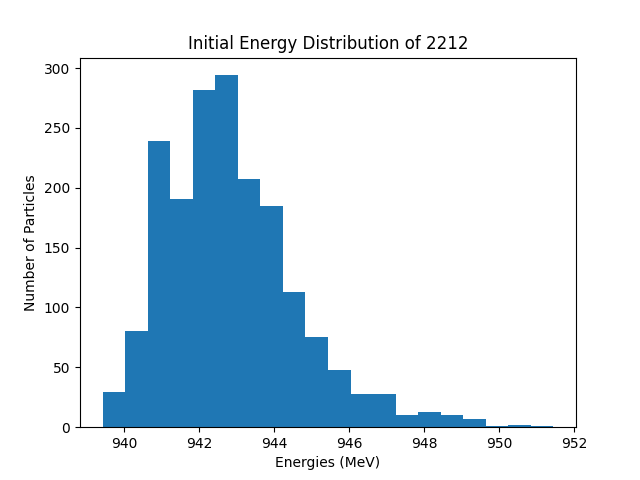 Initial Energy Distribution of 2212
300
250
200
150
100
50
0
Number of Particles
940 942 944 946 948 950 952
Energies (MeV)